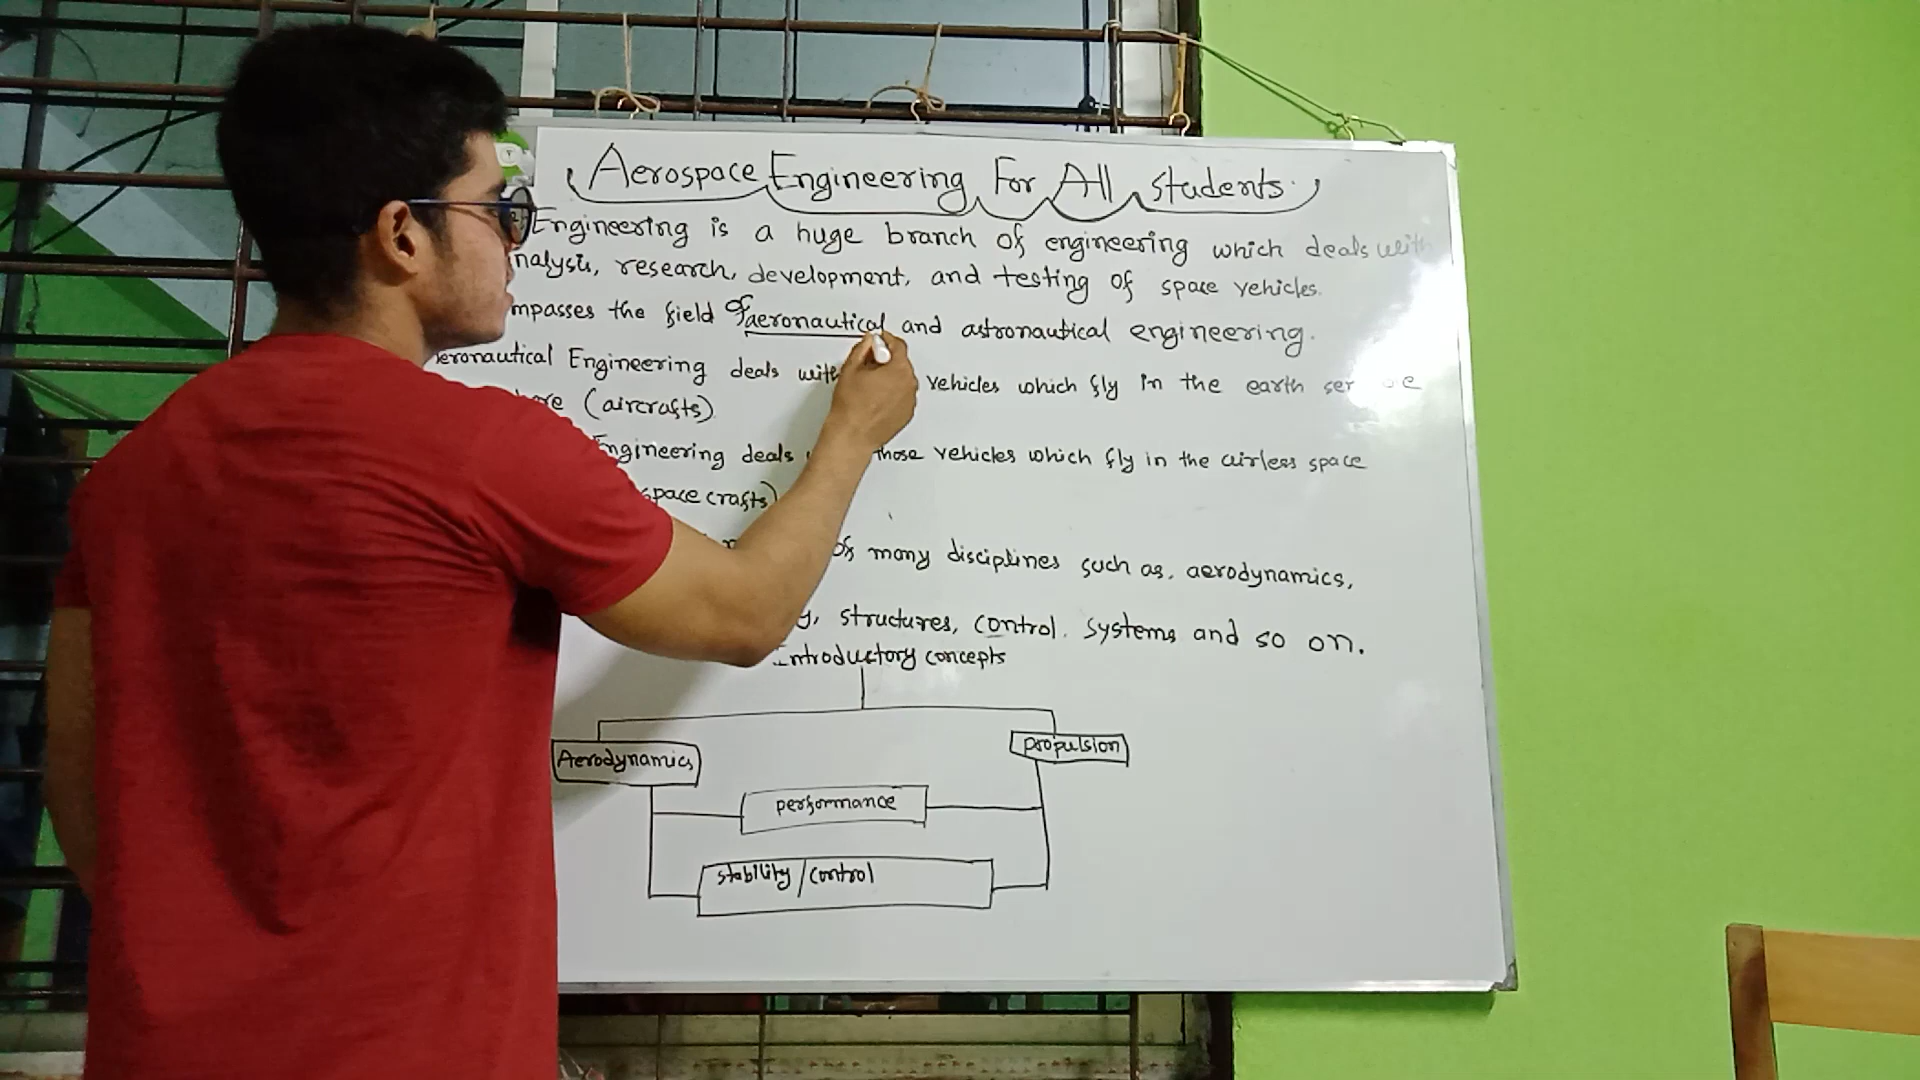 Aerospace Engineering For All students.
Engineering is a huge branch of engineering which deals with
nalysis, research, development, and testing of space vehicles.
mpasses the field of aeronautical and astronautical engineering.
eronautical Engineering deals with vehicles which fly in the earth
(aircrafts)
Engineering deals those vehicles which fly in the airless space
space crafts)
of many disciplines such as, aerodynamics,
y, structures, control, systems and so on.
Introductory concepts
Aerodynamics
propulsion
performance
stability/control